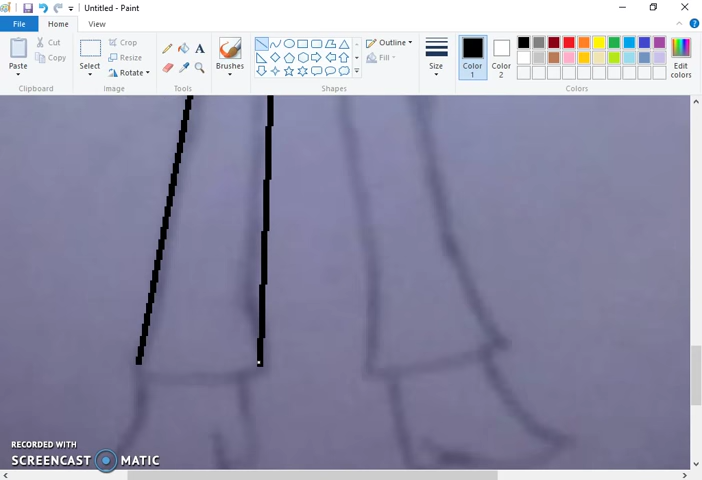 Untitled - Paint
File
Home
View
Paste
Cut
Copy
Clipboard
Select
Crop
Resize
Rotate
Image
Tools
Brushes
Outline
Fill
Shapes
Size
Color 1
Color 2
Edit colors
Colors
RECORDED WITH
SCREENCAST MATIC